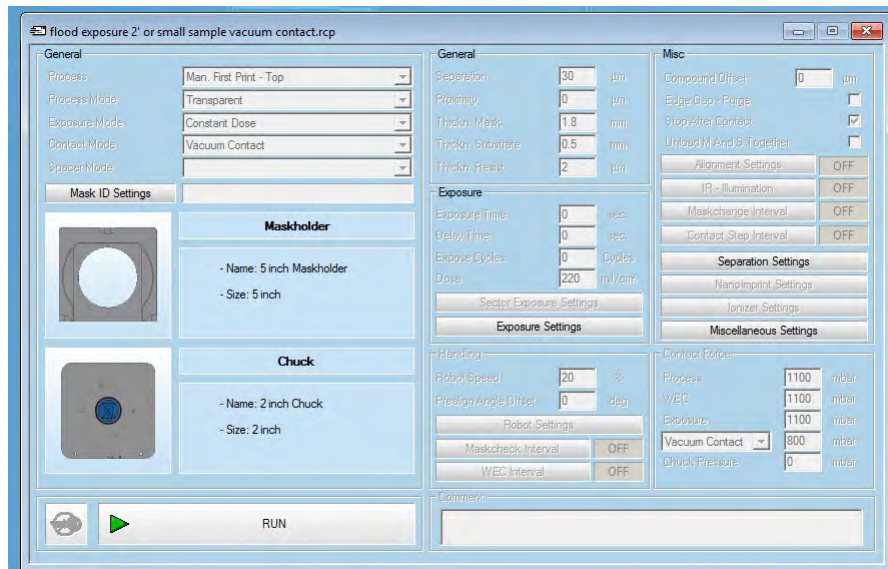 flood exposure 2' or small sample vacuum contact.rcp
General
Process Man. First Print - Top
Process Mode Transparent
Exposure Mode Constant Dose
Contact Mode Vacuum Contact
Spacer Mode
Mask ID Settings
Maskholder
- Name: 5 inch Maskholder
- Size: 5 inch
Chuck
- Name: 2 inch Chuck
- Size: 2 inch
RUN
General
Separation 30 µm
Proximity 0 µm
Thickn. Mask 1.8 mm
Thickn. Substrate 0.5 mm
Thickn. Resist 2 µm
Exposure
Exposure Time 0 sec.
Delay Time 0 sec.
Expose Cycles 0 Cycles
Dose 220 mJ/cm²
Sector Exposure Settings
Exposure Settings
Handling
Robot Speed 20 %
Prealign Angle Offset 0 deg
Robot Settings
Maskcheck Interval OFF
WEC Interval OFF
Misc
Compound Offset 0 µm
Edge Gap - Purge
Stop After Contact
Unload M And S Together
Alignment Settings OFF
IR - Illumination OFF
Maskchange Interval OFF
Contact Step Interval OFF
Separation Settings
NanoImprint Settings
Ionizer Settings
Miscellaneous Settings
Contact Force
Process 1100 mbar
WEC 1100 mbar
Exposure 1100 mbar
Vacuum Contact 800 mbar
Chuck Pressure 0 mbar
Comment